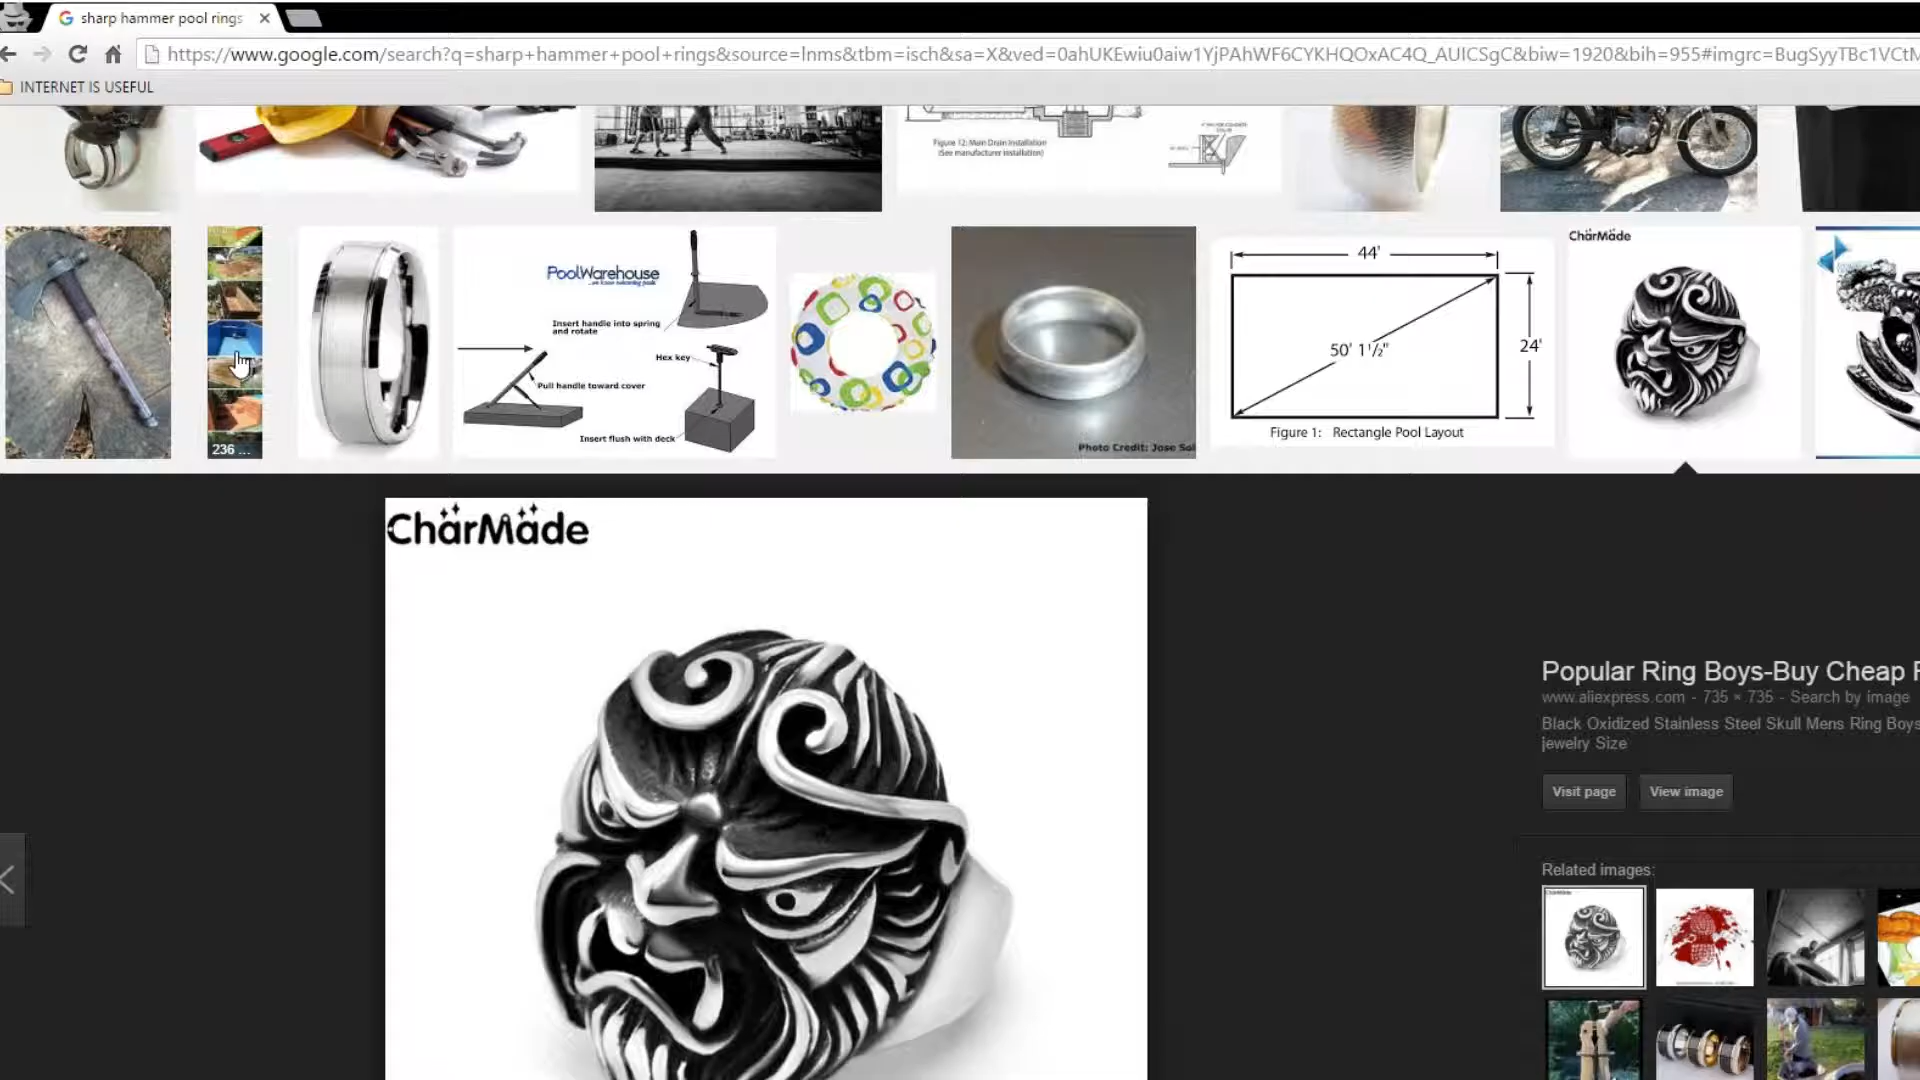 sharp hammer pool rings
https://www.google.com/search?q=sharp+hammer+pool+rings&source=lnms&tbm=isch&sa=X&ved=0ahUKEwiu0aiw1YjPAhWF6CYKHQOxAC4Q_AUICSgC&biw=1920&bih=955#imgrc=BugSyyTBc1VCtM
INTERNET IS USEFUL
Figure 12: Main Drain Installation
(See manufacturer installation)
PoolWarehouse
Insert handle into spring
and rotate
Hex key
Pull handle toward cover
Insert flush with deck
236 ...
Photo Credit: Jose Sal
44'
50' 1½"
24'
Figure 1: Rectangle Pool Layout
ChärMäde
ChärMäde
Popular Ring Boys-Buy Cheap
www.aliexpress.com - 735 × 735 - Search by image
Black Oxidized Stainless Steel Skull Mens Ring Boys
jewelry Size
Visit page
View image
Related images: